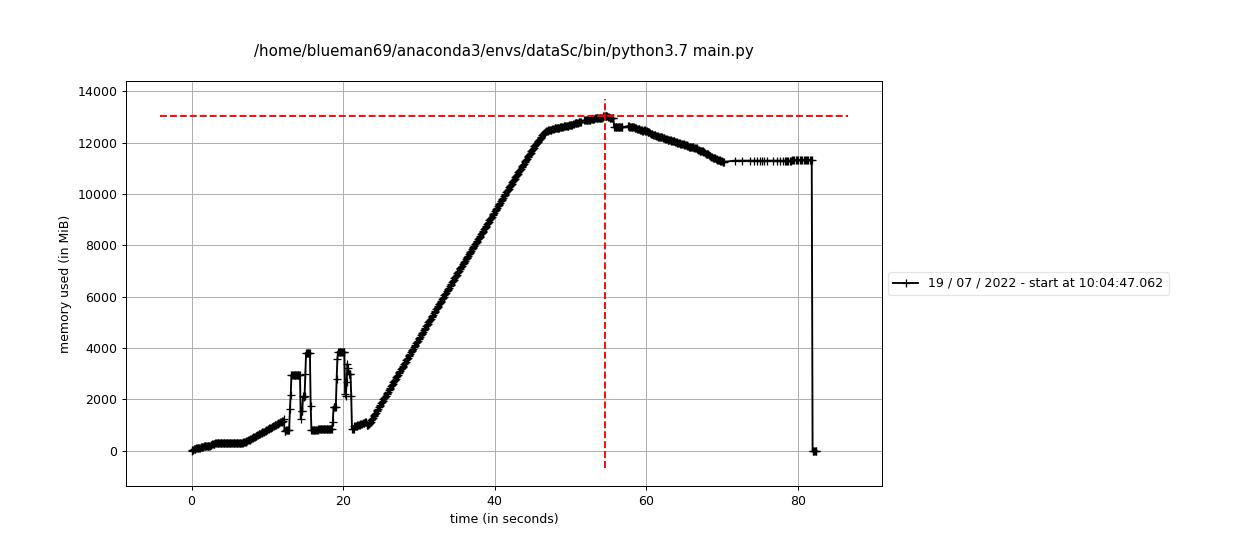 /home/blueman69/anaconda3/envs/dataSc/bin/python3.7 main.py
14000
12000
10000
8000
6000
4000
2000
0
memory used (in MiB)
0 20 40 60 80
time (in seconds)
19 / 07 / 2022 - start at 10:04:47.062